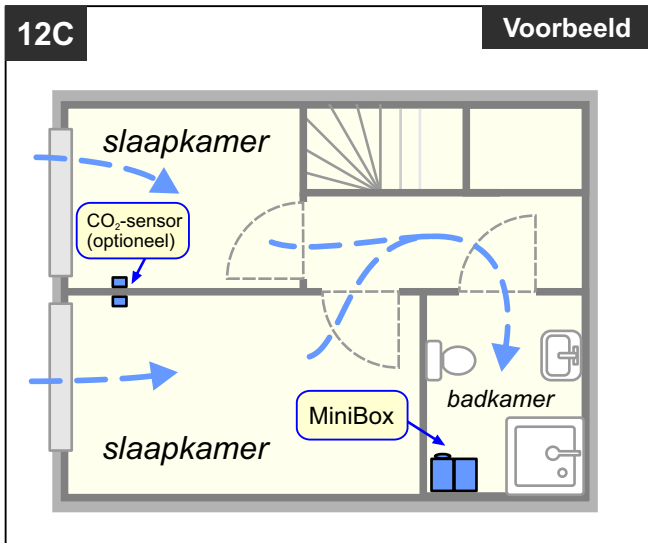 12C
Voorbeeld
slaapkamer
CO₂-sensor
(optioneel)
badkamer
MiniBox
slaapkamer